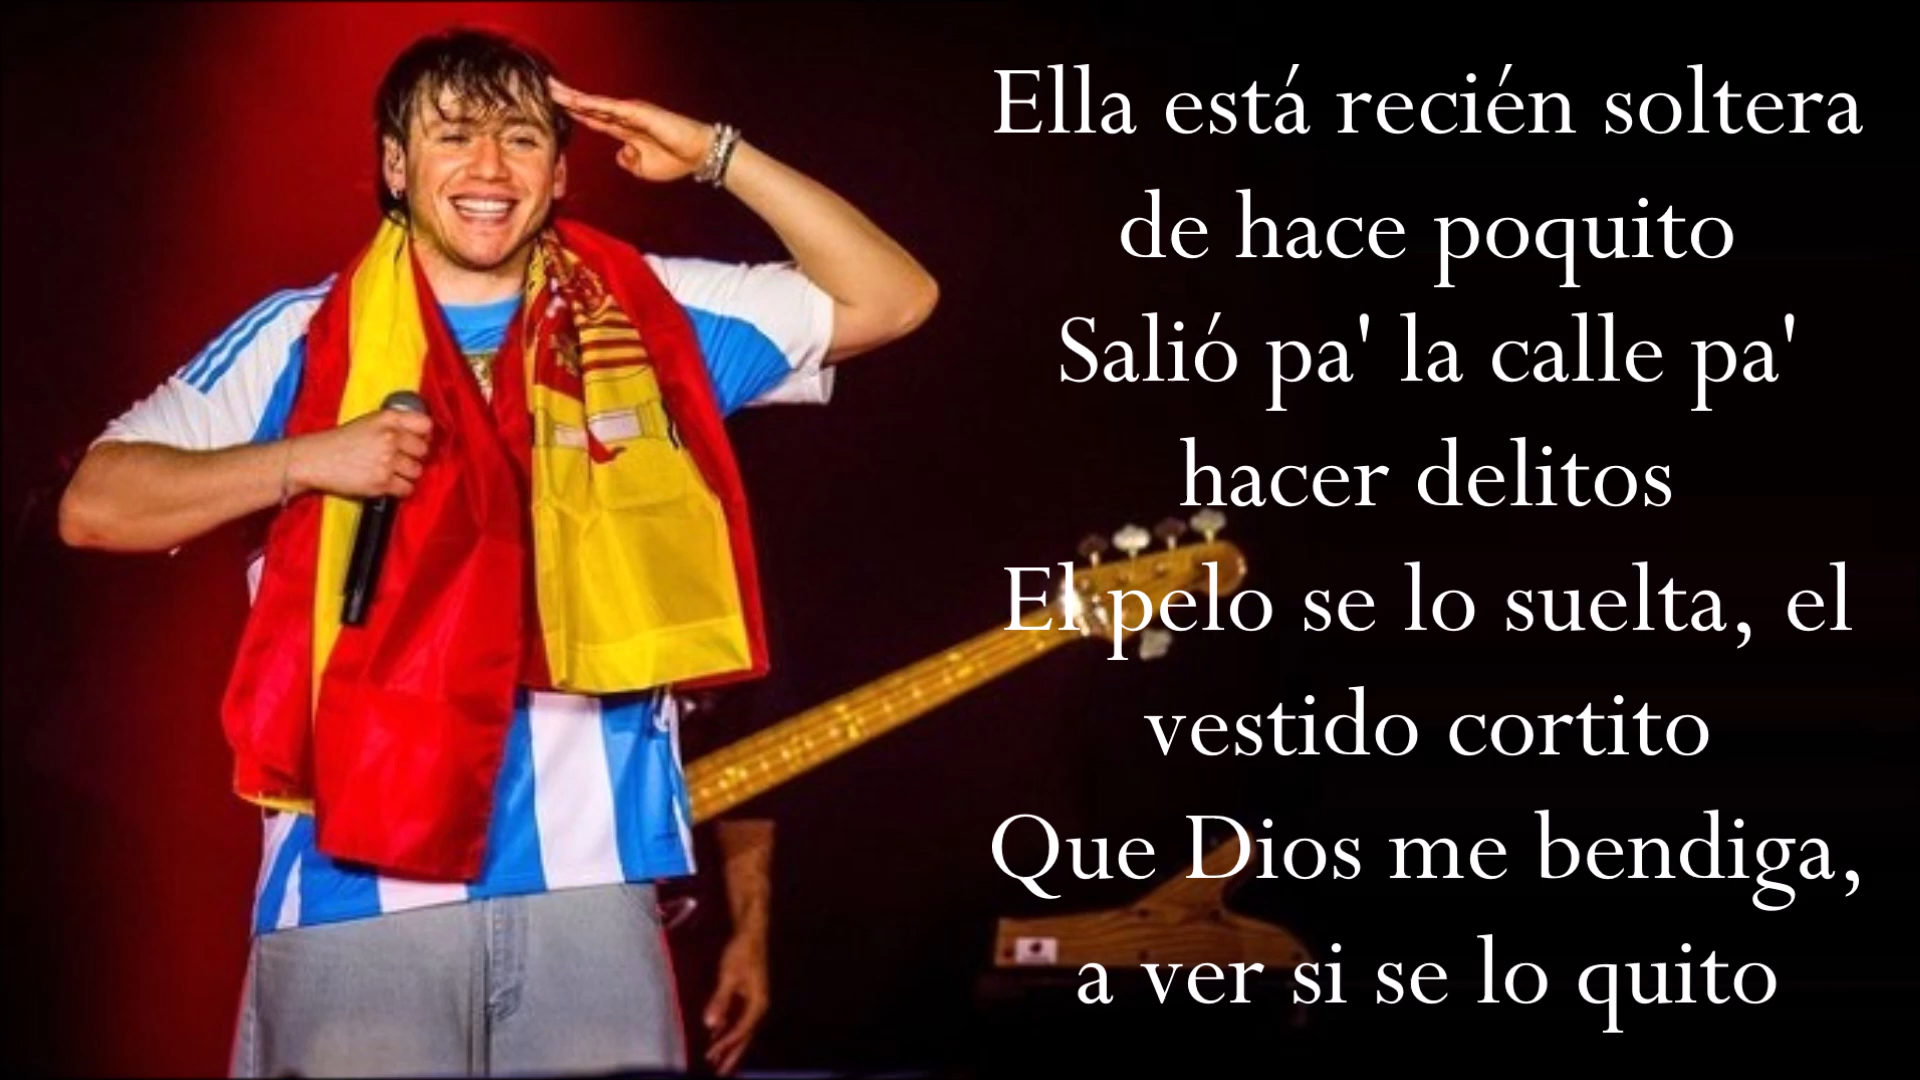 Ella está recién soltera
de hace poquito
Salió pa' la calle pa'
hacer delitos
El pelo se lo suelta, el
vestido cortito
Que Dios me bendiga,
a ver si se lo quito